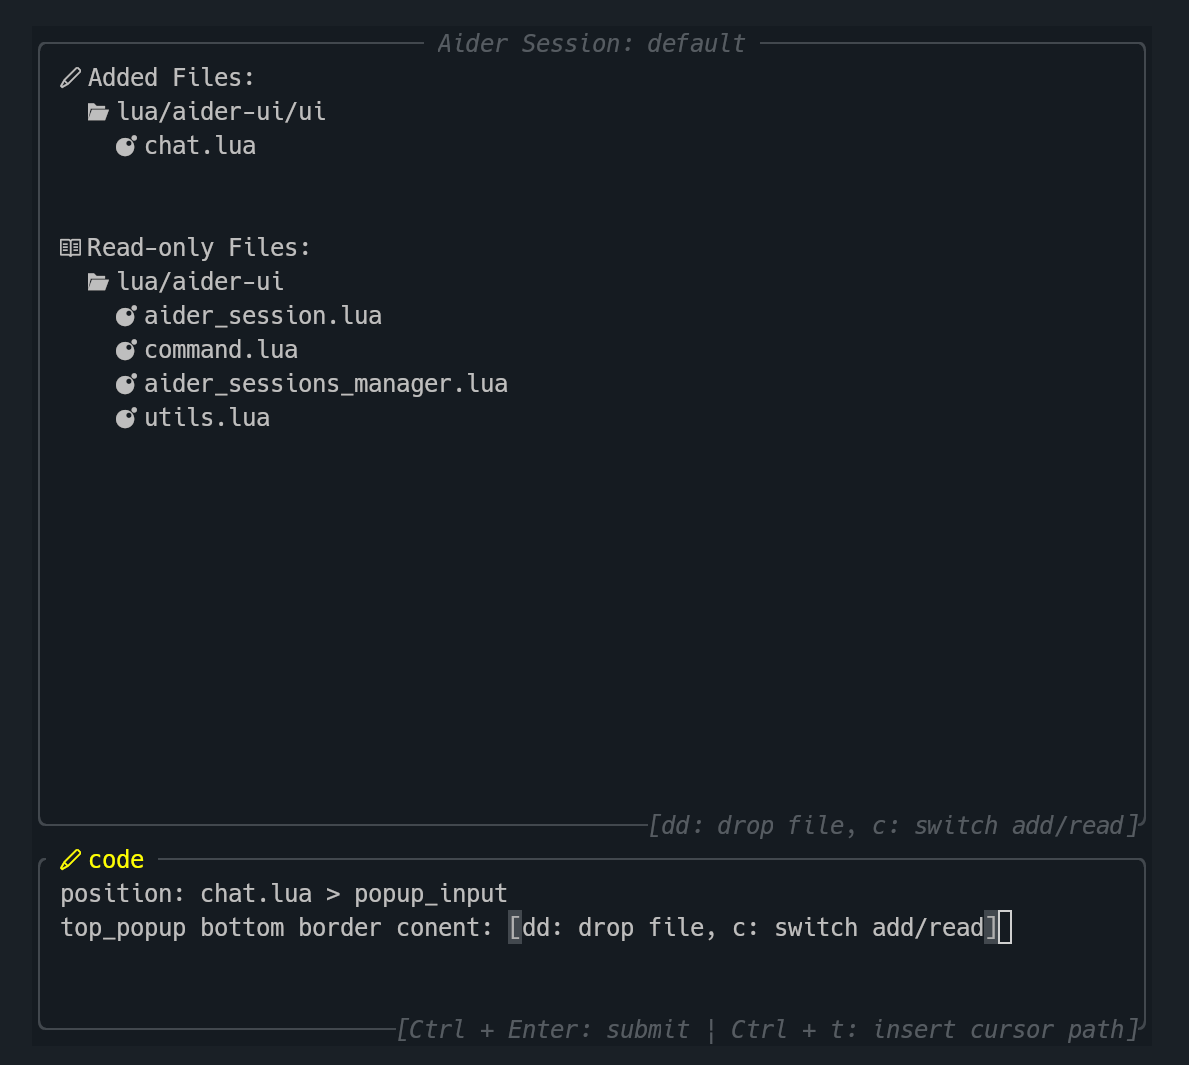 Aider Session: default
Added Files:
lua/aider-ui/ui
chat.lua
Read-only Files:
lua/aider-ui
aider_session.lua
command.lua
aider_sessions_manager.lua
utils.lua
[dd: drop file, c: switch add/read]
code
position: chat.lua > popup_input
top_popup bottom border conent: [dd: drop file, c: switch add/read]
[Ctrl + Enter: submit | Ctrl + t: insert cursor path]